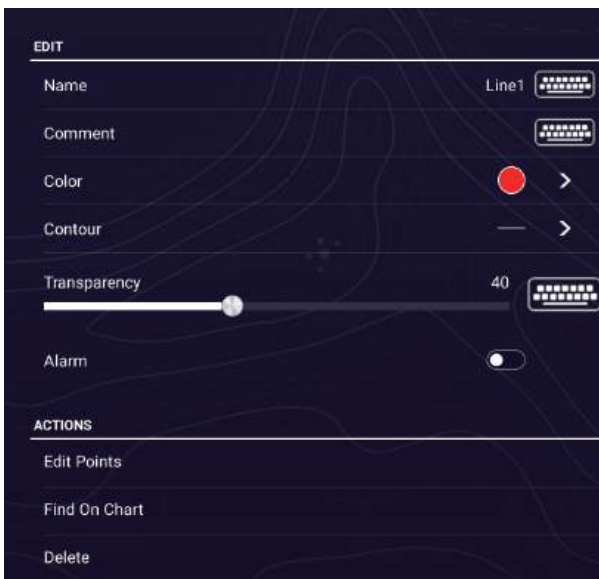 EDIT
Name Line1
Comment
Color
Contour
Transparency 40
Alarm
ACTIONS
Edit Points
Find On Chart
Delete